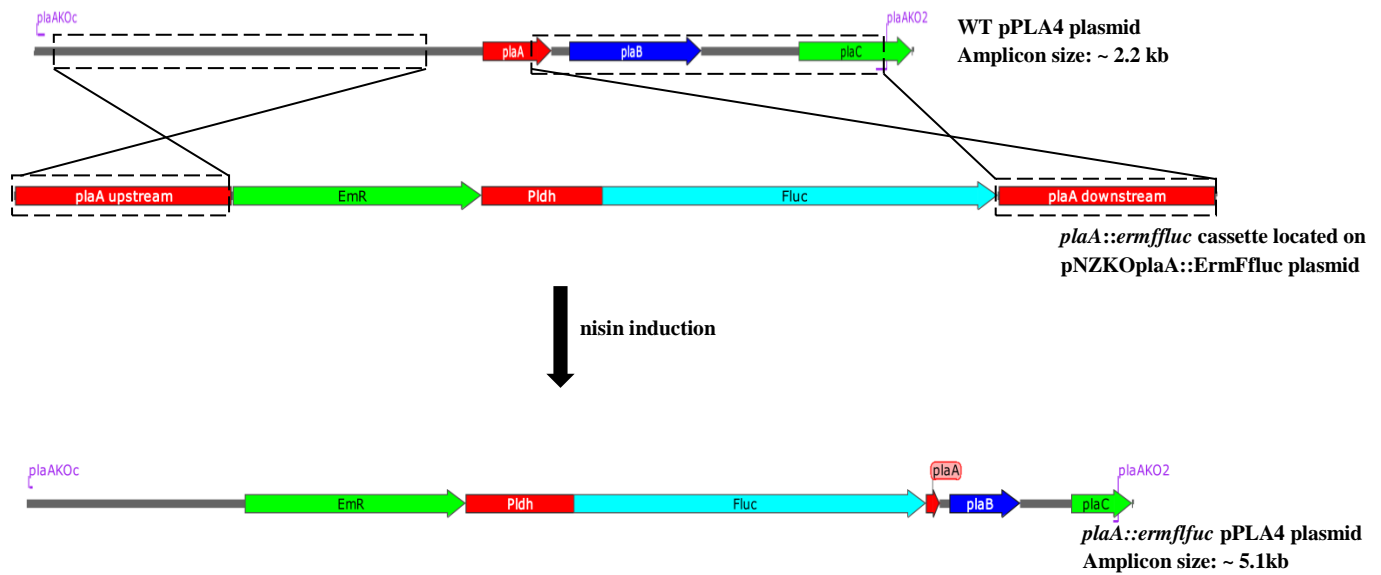 plaAKOc
plaAKO2
WT pPLA4 plasmid
Amplicon size: ~ 2.2 kb
plaA
plaB
plaC
plaA upstream
EmR
Pldh
Fluc
plaA downstream
plaA::ermffluc cassette located on
pNZKOplaA::ErmFfluc plasmid
nisin induction
plaAKOc
plaA
plaAKO2
EmR
Pldh
Fluc
plaB
plaC
plaA::ermflfuc pPLA4 plasmid
Amplicon size: ~ 5.1kb